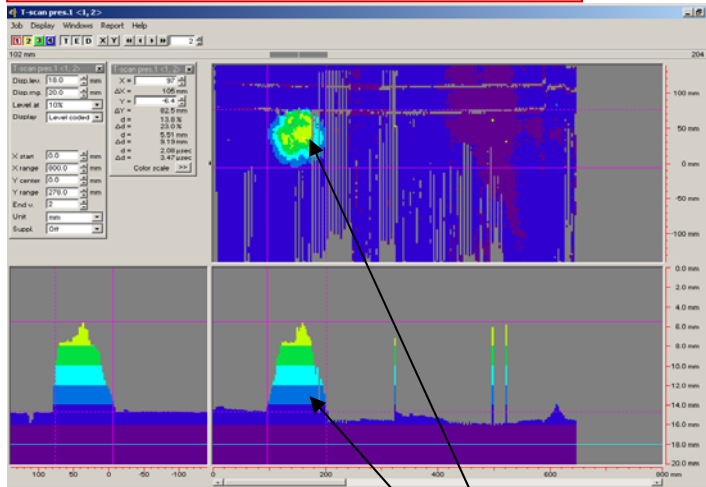 T-scan pres.1 <1, 2>
Job Display Windows Report Help
1 2 3 T E D X Y 2
102 mm 204
T-scan pres.1 <1, 2>
Disp.lev. 18.0 mm
Disp.rng. 20.0 mm
Level at 10%
Display Level coded
X start 0.0 mm
X range 800.0 mm
Y center 0.0 mm
Y range 278.0 mm
End v. 2
Unit mm
Suppl. Off
T-scan pres.1 <1, 2>
X = 97
ΔX = 105 mm
Y = -6.4
ΔY = 82.5 mm
d = 13.8 %
Δd = 23.0 %
d = 5.51 mm
Δd = 9.19 mm
d = 2.08 µsec
Δd = 3.47 µsec
Color scale >>
100 mm
50 mm
0 mm
-50 mm
-100 mm
0.0 mm
2.0 mm
4.0 mm
6.0 mm
8.0 mm
10.0 mm
12.0 mm
14.0 mm
16.0 mm
18.0 mm
20.0 mm
100 50 0 -50 -100 0 200 400 600 800 mm